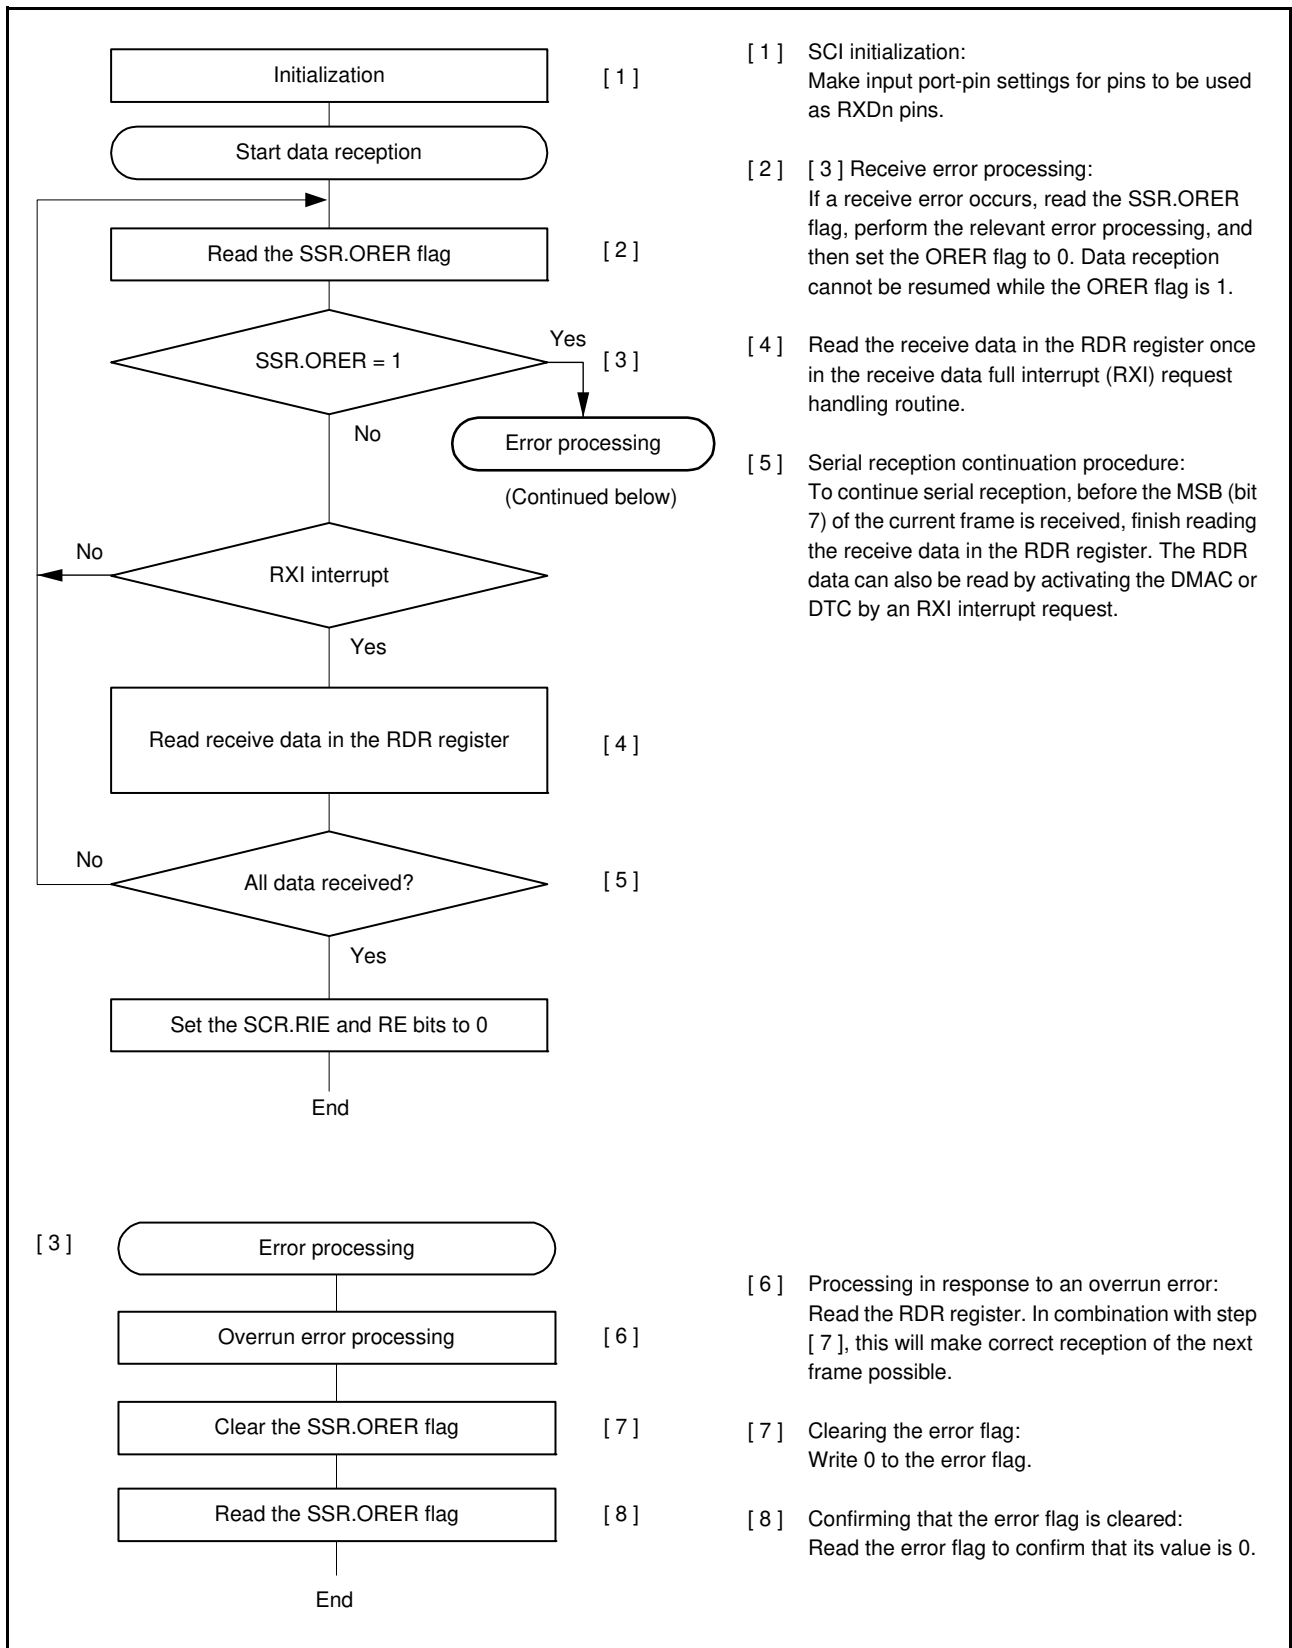 Initialization
[ 1 ]
Start data reception
Read the SSR.ORER flag
[ 2 ]
SSR.ORER = 1
Yes
[ 3 ]
No
Error processing
(Continued below)
No
RXI interrupt
Yes
Read receive data in the RDR register
[ 4 ]
No
All data received?
[ 5 ]
Yes
Set the SCR.RIE and RE bits to 0
End
[ 1 ] SCI initialization:
Make input port-pin settings for pins to be used
as RXDn pins.
[ 2 ] [ 3 ] Receive error processing:
If a receive error occurs, read the SSR.ORER
flag, perform the relevant error processing, and
then set the ORER flag to 0. Data reception
cannot be resumed while the ORER flag is 1.
[ 4 ] Read the receive data in the RDR register once
in the receive data full interrupt (RXI) request
handling routine.
[ 5 ] Serial reception continuation procedure:
To continue serial reception, before the MSB (bit
7) of the current frame is received, finish reading
the receive data in the RDR register. The RDR
data can also be read by activating the DMAC or
DTC by an RXI interrupt request.
[ 3 ]
Error processing
Overrun error processing
[ 6 ]
Clear the SSR.ORER flag
[ 7 ]
Read the SSR.ORER flag
[ 8 ]
End
[ 6 ] Processing in response to an overrun error:
Read the RDR register. In combination with step
[ 7 ], this will make correct reception of the next
frame possible.
[ 7 ] Clearing the error flag:
Write 0 to the error flag.
[ 8 ] Confirming that the error flag is cleared:
Read the error flag to confirm that its value is 0.